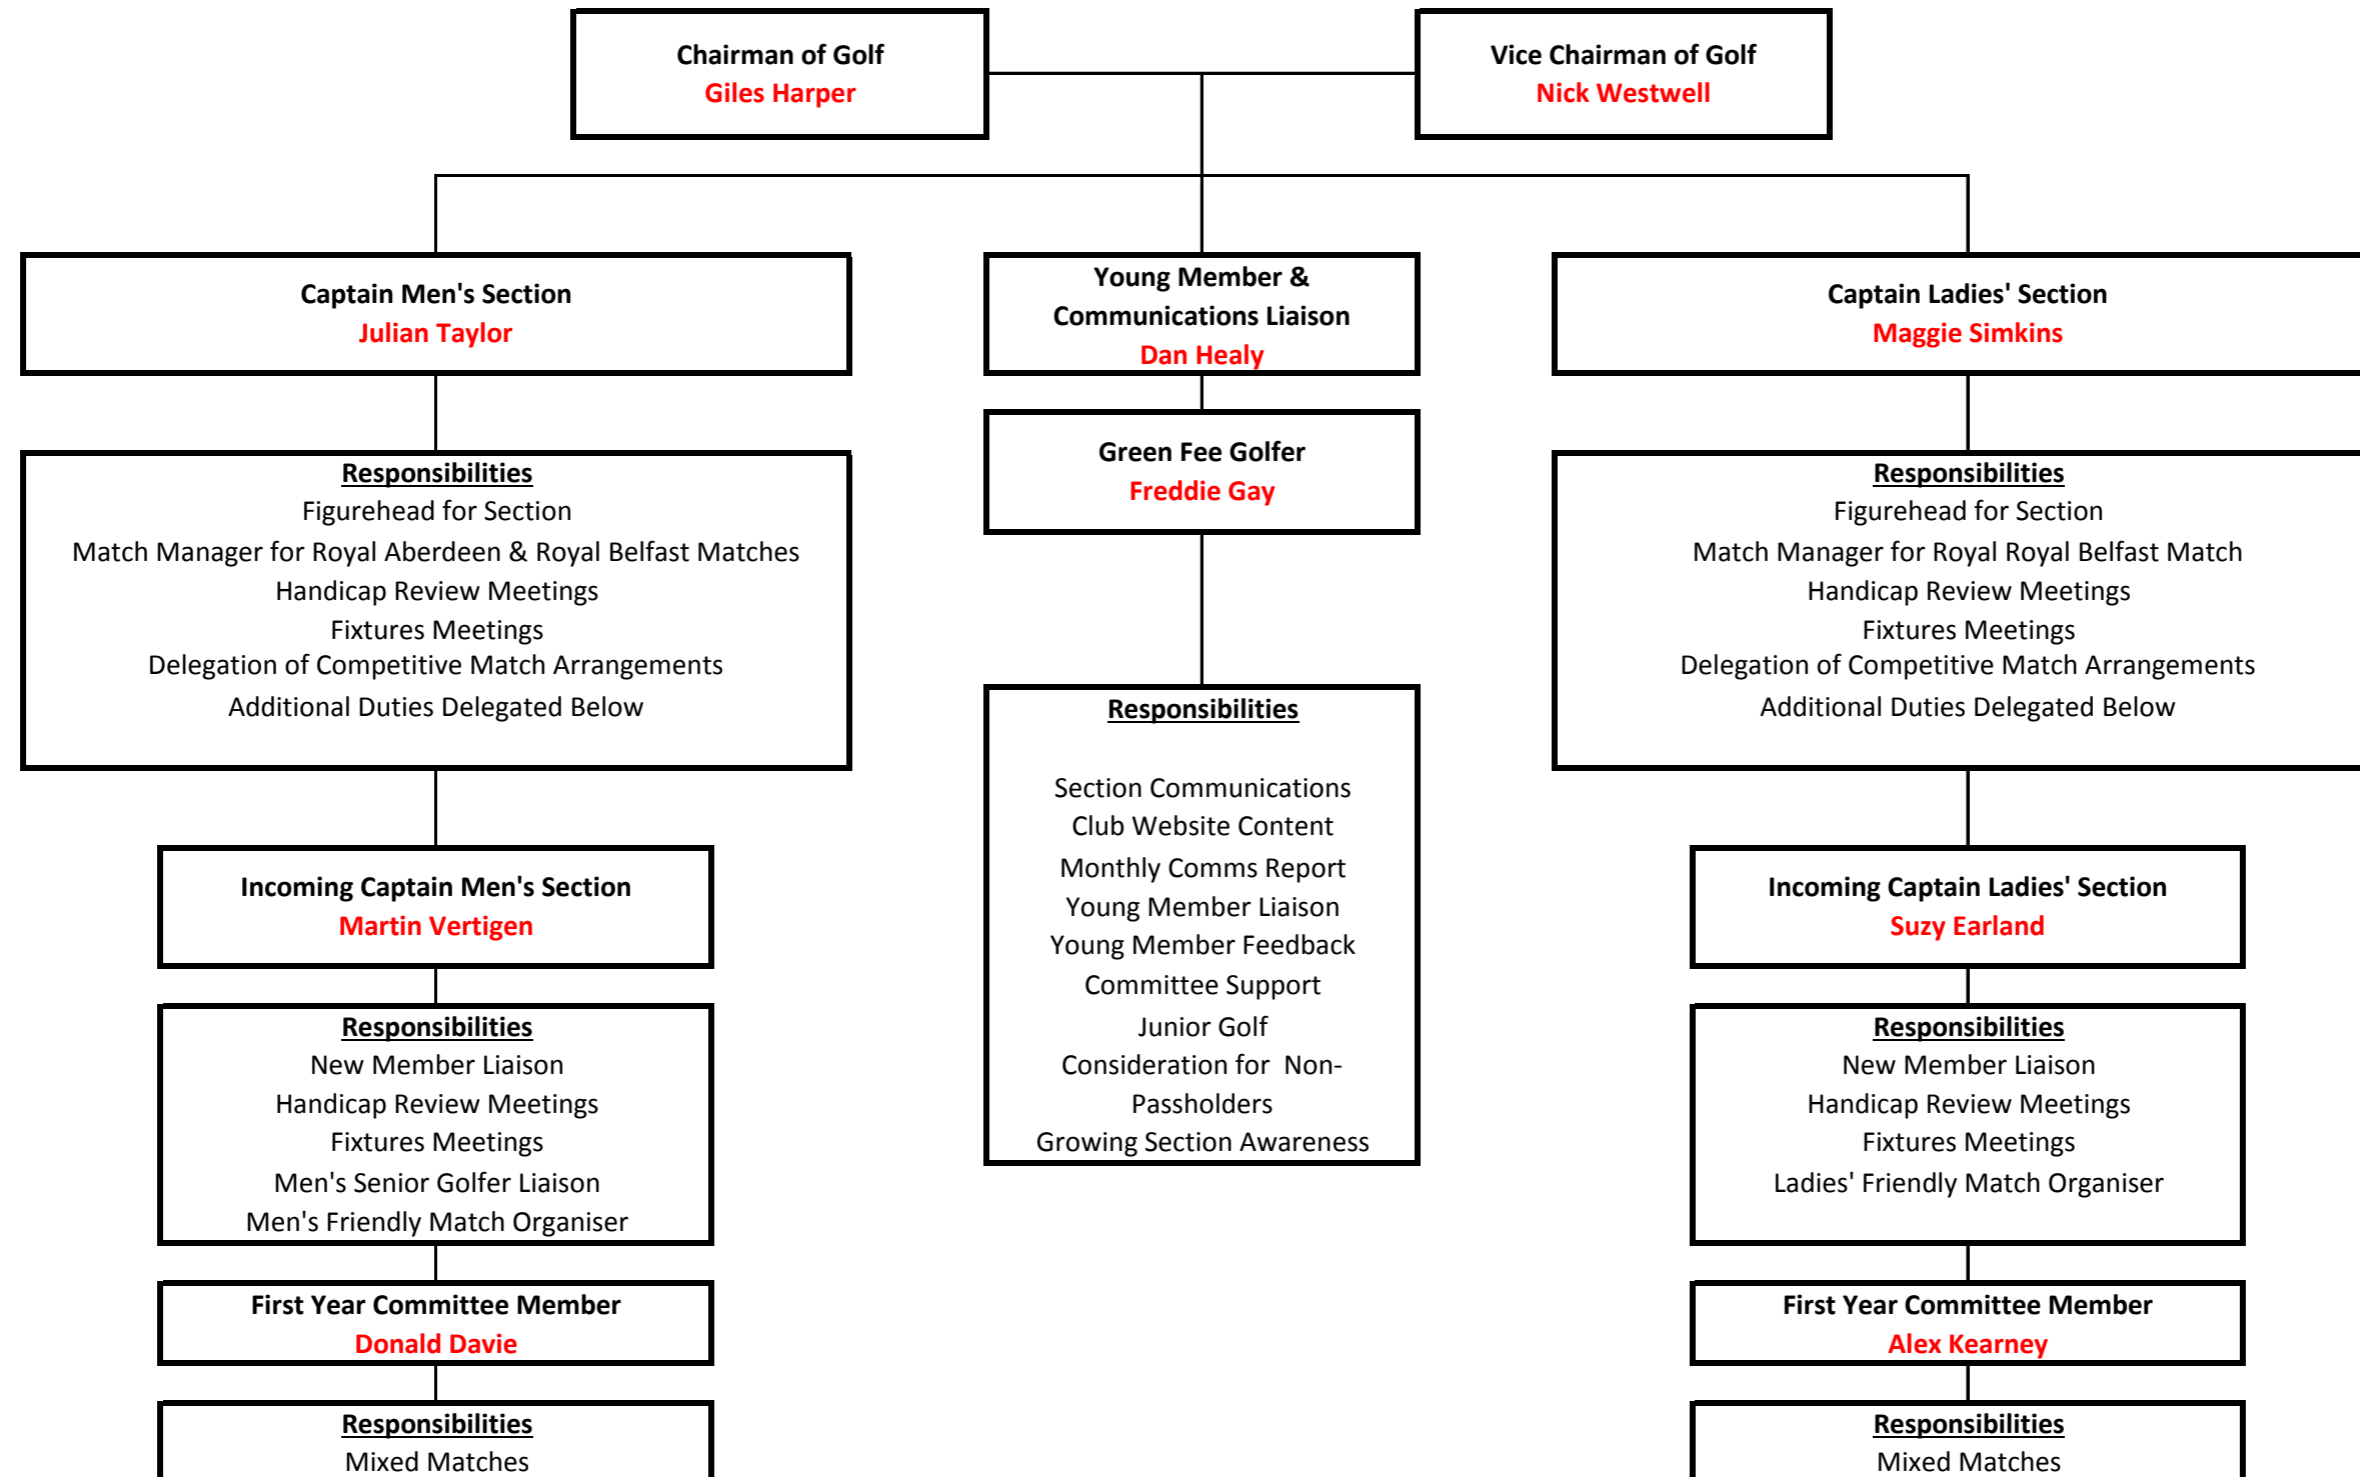 Chairman of Golf
Giles Harper
Vice Chairman of Golf
Nick Westwell
Captain Men's Section
Julian Taylor
Young Member &
Communications Liaison
Dan Healy
Captain Ladies' Section
Maggie Simkins
Green Fee Golfer
Freddie Gay
Responsibilities
Figurehead for Section
Match Manager for Royal Aberdeen & Royal Belfast Matches
Handicap Review Meetings
Fixtures Meetings
Delegation of Competitive Match Arrangements
Additional Duties Delegated Below
Responsibilities
Figurehead for Section
Match Manager for Royal Royal Belfast Match
Handicap Review Meetings
Fixtures Meetings
Delegation of Competitive Match Arrangements
Additional Duties Delegated Below
Responsibilities
Section Communications
Club Website Content
Monthly Comms Report
Young Member Liaison
Young Member Feedback
Committee Support
Junior Golf
Consideration for  Non-
Passholders
Growing Section Awareness
Incoming Captain Men's Section
Martin Vertigen
Incoming Captain Ladies' Section
Suzy Earland
Responsibilities
New Member Liaison
Handicap Review Meetings
Fixtures Meetings
Men's Senior Golfer Liaison
Men's Friendly Match Organiser
Responsibilities
New Member Liaison
Handicap Review Meetings
Fixtures Meetings
Ladies' Friendly Match Organiser
First Year Committee Member
Donald Davie
First Year Committee Member
Alex Kearney
Responsibilities
Mixed Matches
Responsibilities
Mixed Matches